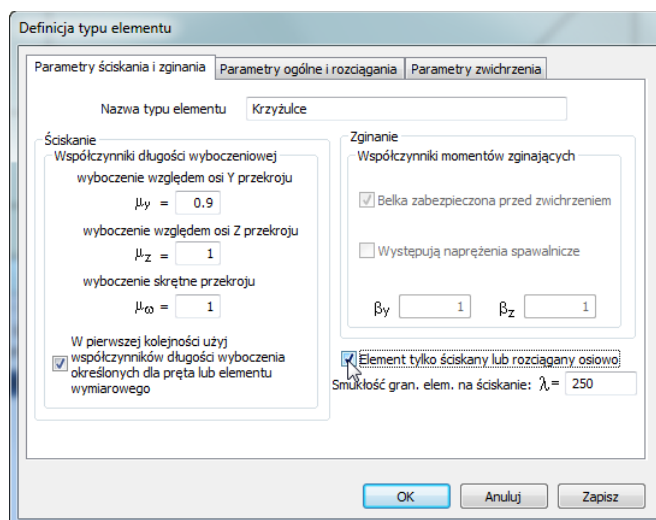 Definicja typu elementu
Parametry ściskania i zginania
Parametry ogólne i rozciągania
Parametry zwichrzenia
Nazwa typu elementu
Krzyżulce
Ściskanie
Współczynniki długości wyboczeniowej
wyboczenie względem osi Y przekroju
μy = 0.9
wyboczenie względem osi Z przekroju
μz = 1
wyboczenie skrętne przekroju
μω = 1
W pierwszej kolejności użyj
współczynników długości wyboczenia
określonych dla pręta lub elementu
wymiarowego
Zginanie
Współczynniki momentów zginających
Belka zabezpieczona przed zwichrzeniem
Występują naprężenia spawalnicze
βy 1 βz 1
Element tylko ściskany lub rozciągany osiowo
Smukłość gran. elem. na ściskanie: λ= 250
OK
Anuluj
Zapisz